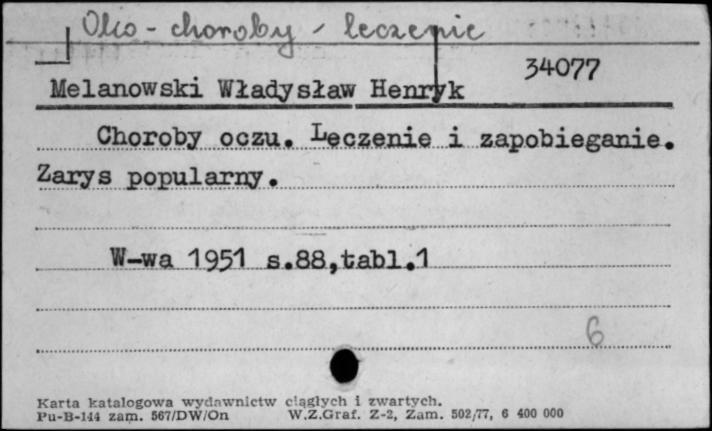 Oko - choroby - leczenie
34077
Melanowski Władysław Henryk
Choroby oczu. Leczenie i zapobieganie.
Zarys popularny.
W-wa 1951 s.88,tabl.1
6
Karta katalogowa wydawnictw ciągłych i zwartych.
Pu-B-144 zam. 567/DW/On W.Z.Graf. Z-2, Zam. 502/77, 6 400 000